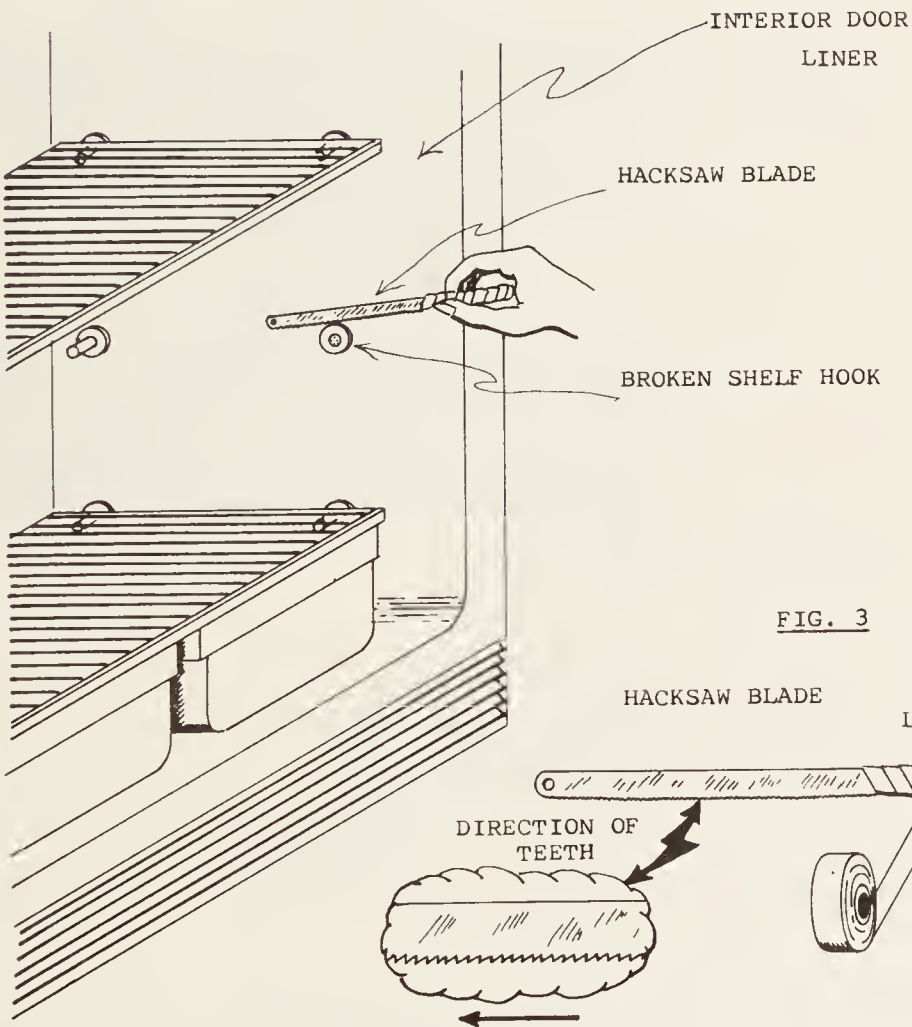 INTERIOR DOOR
LINER
HACKSAW BLADE
BROKEN SHELF HOOK
FIG. 3
HACKSAW BLADE
L
DIRECTION OF
TEETH